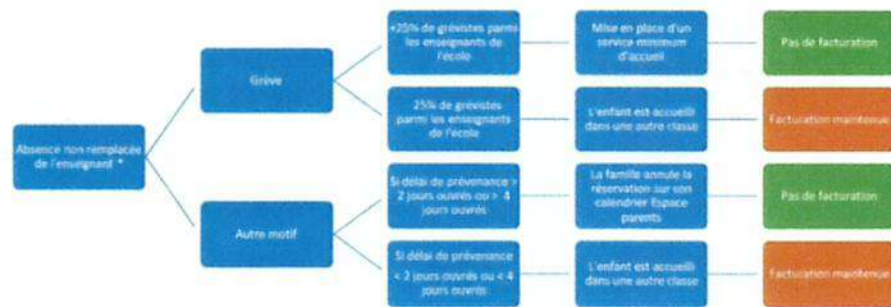 +25% de grévistes parmi
les enseignants de
l'école
Mise en place d'un
service minimum
d'accueil
Pas de facturation
Grève
25% de grévistes
parmi les enseignants
de l'école
L'enfant est accueilli
dans une autre classe
Facturation maintenue
Absence non remplacée
de l'enseignant *
Si délai de prévenance >
2 jours ouvrés ou > 4
jours ouvrés
La famille annule la
réservation sur son
calendrier Espace
parents
Pas de facturation
Autre motif
Si délai de prévenance
< 2 jours ouvrés ou < 4
jours ouvrés
L'enfant est accueilli
dans une autre classe
Facturation maintenue